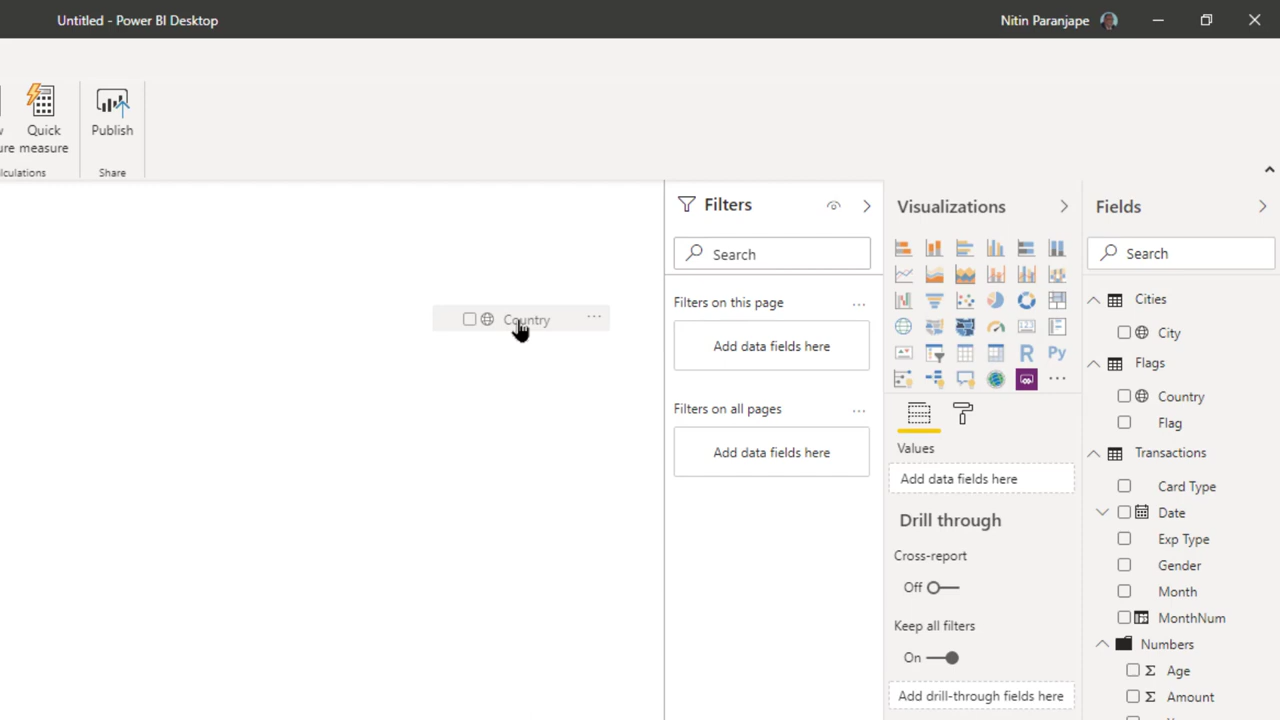 Untitled - Power BI Desktop
Nitin Paranjape
Quick
measure
Publish
Share
Country
Filters
Search
Filters on this page
Add data fields here
Filters on all pages
Add data fields here
Visualizations
R
Py
Values
Add data fields here
Drill through
Cross-report
Off
Keep all filters
On
Add drill-through fields here
Fields
Search
Cities
City
Flags
Country
Flag
Transactions
Card Type
Date
Exp Type
Gender
Month
MonthNum
Numbers
Σ Age
Σ Amount